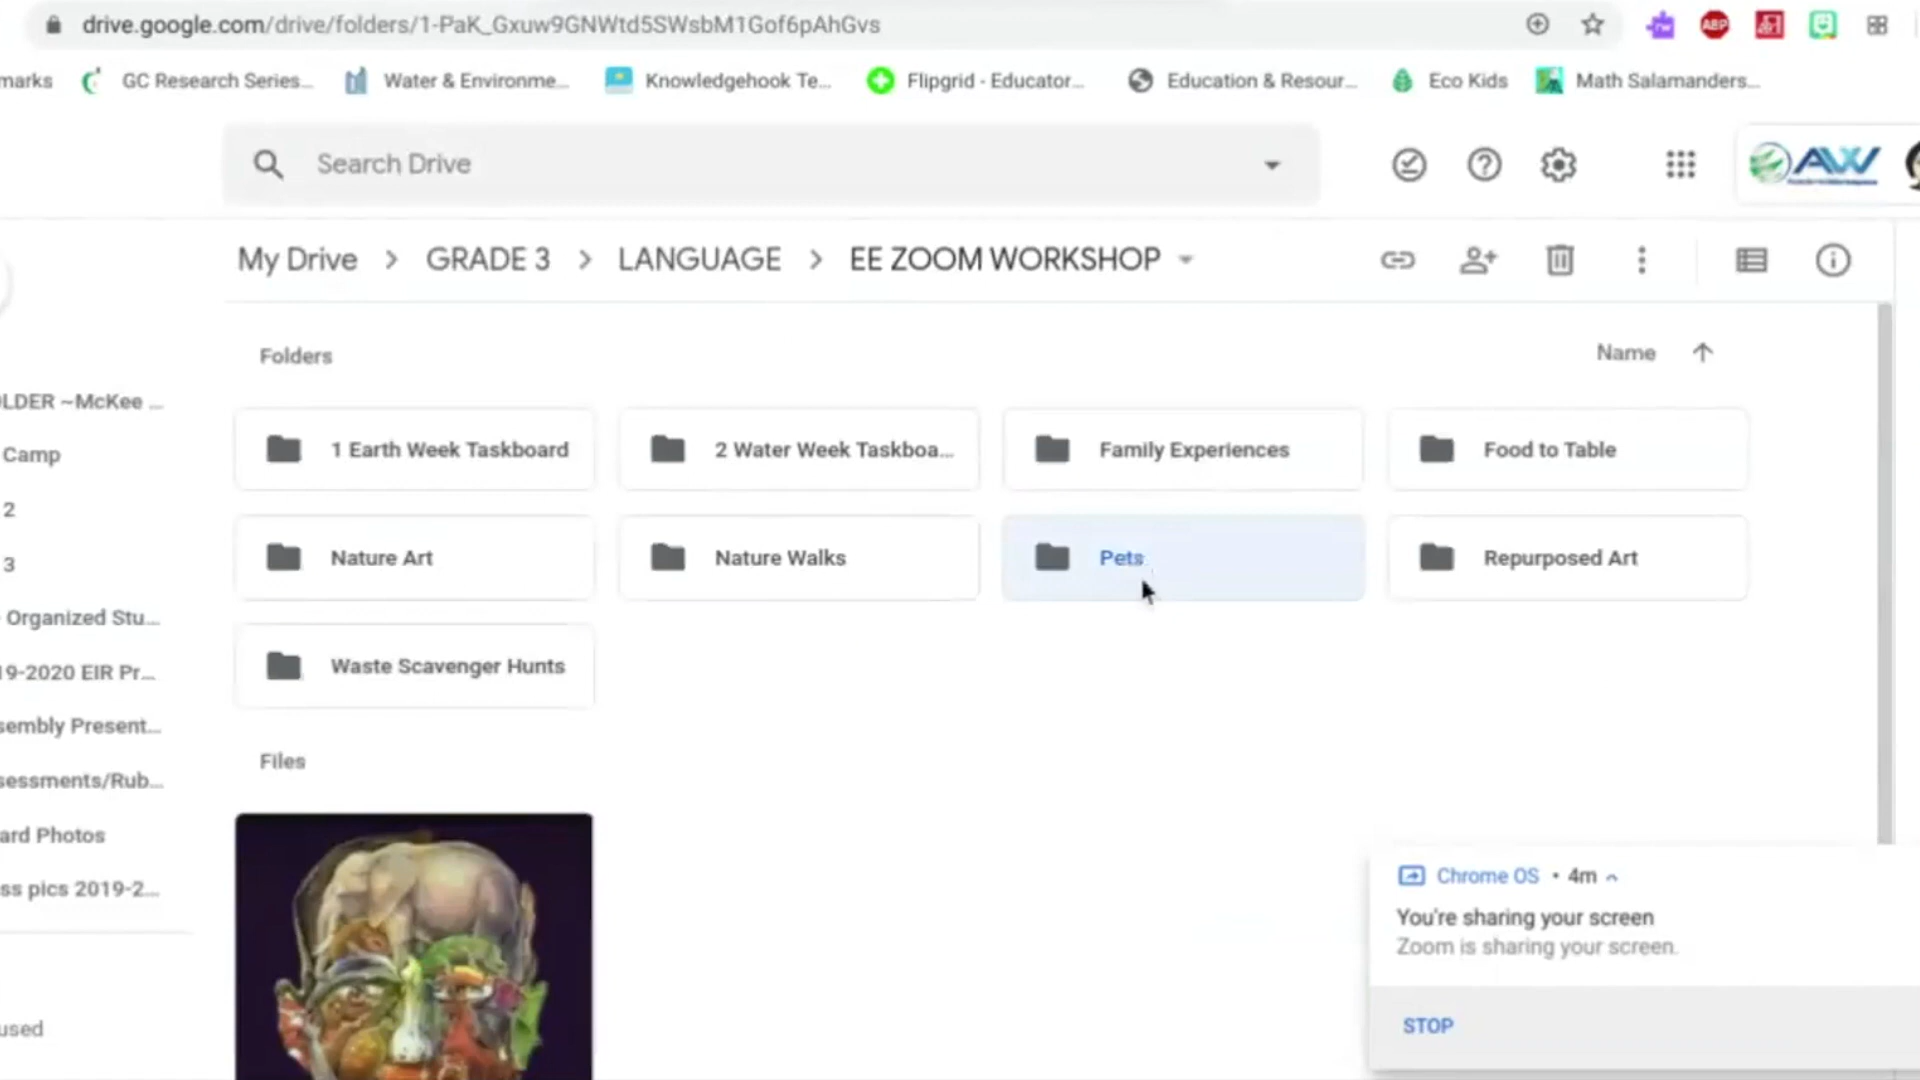 drive.google.com/drive/folders/1-PaK_Gxuw9GNWtd5SWsbM1Gof6pAhGvs
ABP
marks GC Research Series... Water & Environme... Knowledgehook Te... Flipgrid - Educator... Education & Resour... Eco Kids Math Salamanders...
Search Drive
AW
My Drive > GRADE 3 > LANGUAGE > EE ZOOM WORKSHOP
Folders
Name
OLDER ~McKee ...
1 Earth Week Taskboard
2 Water Week Taskboa...
Family Experiences
Food to Table
Camp
2
Nature Art
Nature Walks
Pets
Repurposed Art
3
Organized Stu...
19-2020 EIR Pr...
Waste Scavenger Hunts
sembly Present...
Files
sessments/Rub...
ard Photos
ss pics 2019-2...
used
Chrome OS • 4m
You're sharing your screen
Zoom is sharing your screen.
STOP